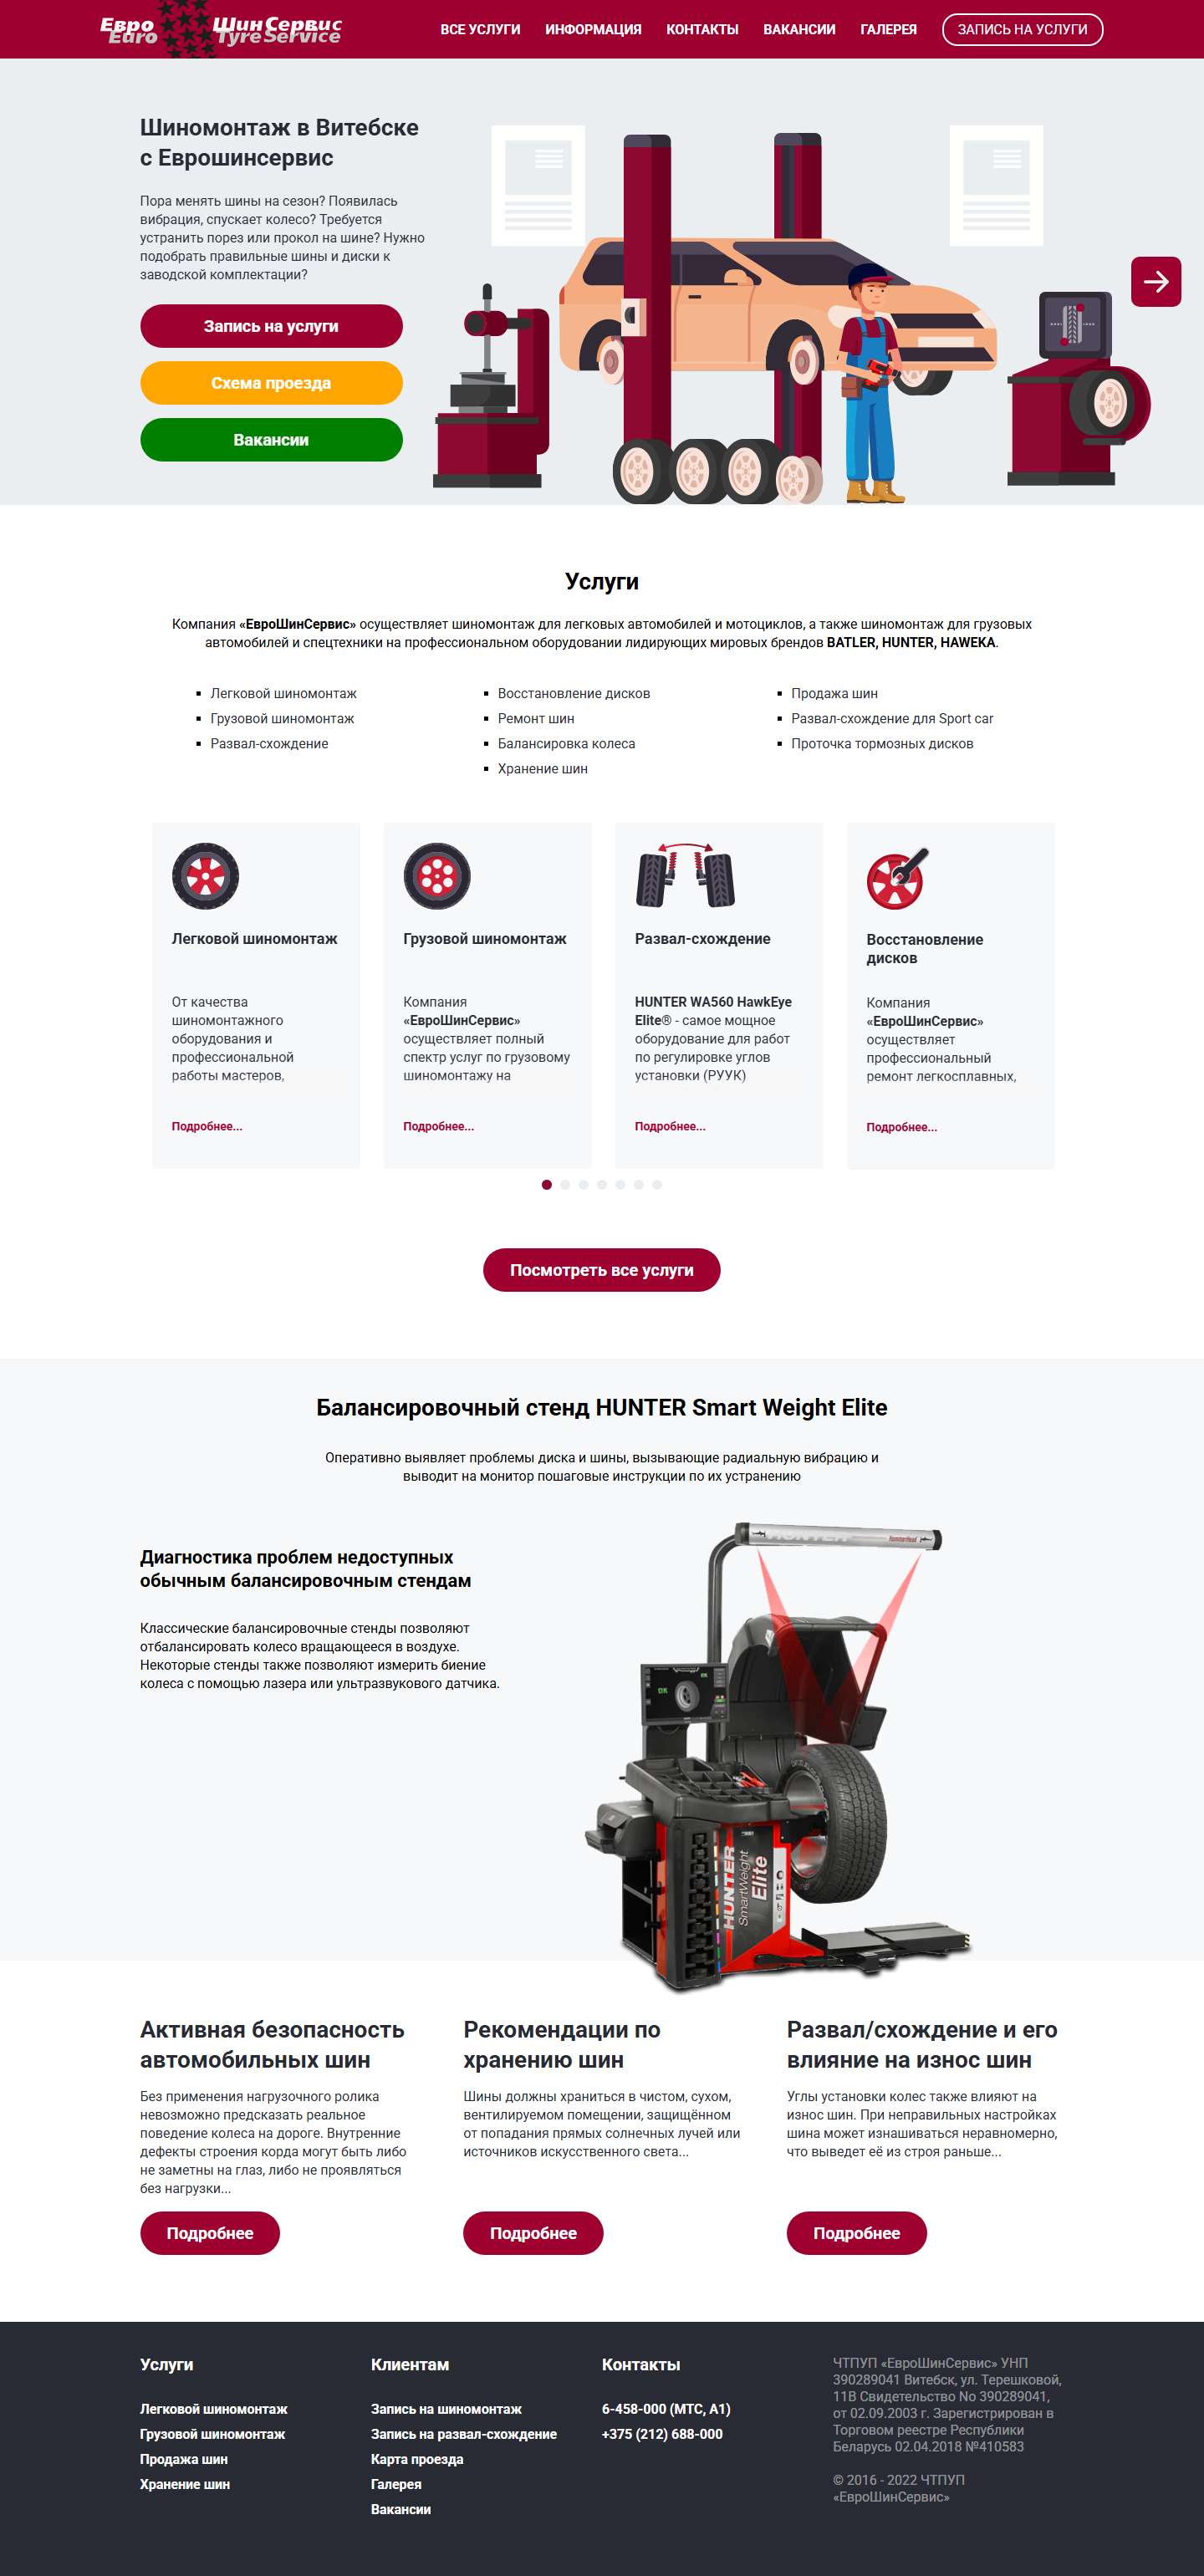 Евро ШинСервис
Euro TyreService
ВСЕ УСЛУГИ ИНФОРМАЦИЯ КОНТАКТЫ ВАКАНСИИ ГАЛЕРЕЯ ЗАПИСЬ НА УСЛУГИ
Шиномонтаж в Витебске
с Еврошинсервис
Пора менять шины на сезон? Появилась
вибрация, спускает колесо? Требуется
устранить порез или прокол на шине? Нужно
подобрать правильные шины и диски к
заводской комплектации?
Запись на услуги
Схема проезда
Вакансии
Услуги
Компания «ЕвроШинСервис» осуществляет шиномонтаж для легковых автомобилей и мотоциклов, а также шиномонтаж для грузовых
автомобилей и спецтехники на профессиональном оборудовании лидирующих мировых брендов BATLER, HUNTER, HAWEKA.
Легковой шиномонтаж
Грузовой шиномонтаж
Развал-схождение
Восстановление дисков
Ремонт шин
Балансировка колеса
Хранение шин
Продажа шин
Развал-схождение для Sport car
Проточка тормозных дисков
Легковой шиномонтаж
От качества
шиномонтажного
оборудования и
профессиональной
работы мастеров,
Подробнее...
Грузовой шиномонтаж
Компания
«ЕвроШинСервис»
осуществляет полный
спектр услуг по грузовому
шиномонтажу на
Подробнее...
Развал-схождение
HUNTER WA560 HawkEye
Elite® - самое мощное
оборудование для работ
по регулировке углов
установки (РУУК)
Подробнее...
Восстановление
дисков
Компания
«ЕвроШинСервис»
осуществляет
профессиональный
ремонт легкосплавных,
Подробнее...
Посмотреть все услуги
Балансировочный стенд HUNTER Smart Weight Elite
Оперативно выявляет проблемы диска и шины, вызывающие радиальную вибрацию и
выводит на монитор пошаговые инструкции по их устранению
Диагностика проблем недоступных
обычным балансировочным стендам
Классические балансировочные стенды позволяют
отбалансировать колесо вращающееся в воздухе.
Некоторые стенды также позволяют измерить биение
колеса с помощью лазера или ультразвукового датчика.
HUNTER
HammerHead
OK
OK
HUNTER
SmartWeight
Elite
Активная безопасность
автомобильных шин
Без применения нагрузочного ролика
невозможно предсказать реальное
поведение колеса на дороге. Внутренние
дефекты строения корда могут быть либо
не заметны на глаз, либо не проявляться
без нагрузки...
Подробнее
Рекомендации по
хранению шин
Шины должны храниться в чистом, сухом,
вентилируемом помещении, защищённом
от попадания прямых солнечных лучей или
источников искусственного света...
Подробнее
Развал/схождение и его
влияние на износ шин
Углы установки колес также влияют на
износ шин. При неправильных настройках
шина может изнашиваться неравномерно,
что выведет её из строя раньше...
Подробнее
Услуги
Легковой шиномонтаж
Грузовой шиномонтаж
Продажа шин
Хранение шин
Клиентам
Запись на шиномонтаж
Запись на развал-схождение
Карта проезда
Галерея
Вакансии
Контакты
6-458-000 (МТС, А1)
+375 (212) 688-000
ЧТПУП «ЕвроШинСервис» УНП
390289041 Витебск, ул. Терешковой,
11В Свидетельство No 390289041,
от 02.09.2003 г. Зарегистрирован в
Торговом реестре Республики
Беларусь 02.04.2018 №410583
© 2016 - 2022 ЧТПУП
«ЕвроШинСервис»